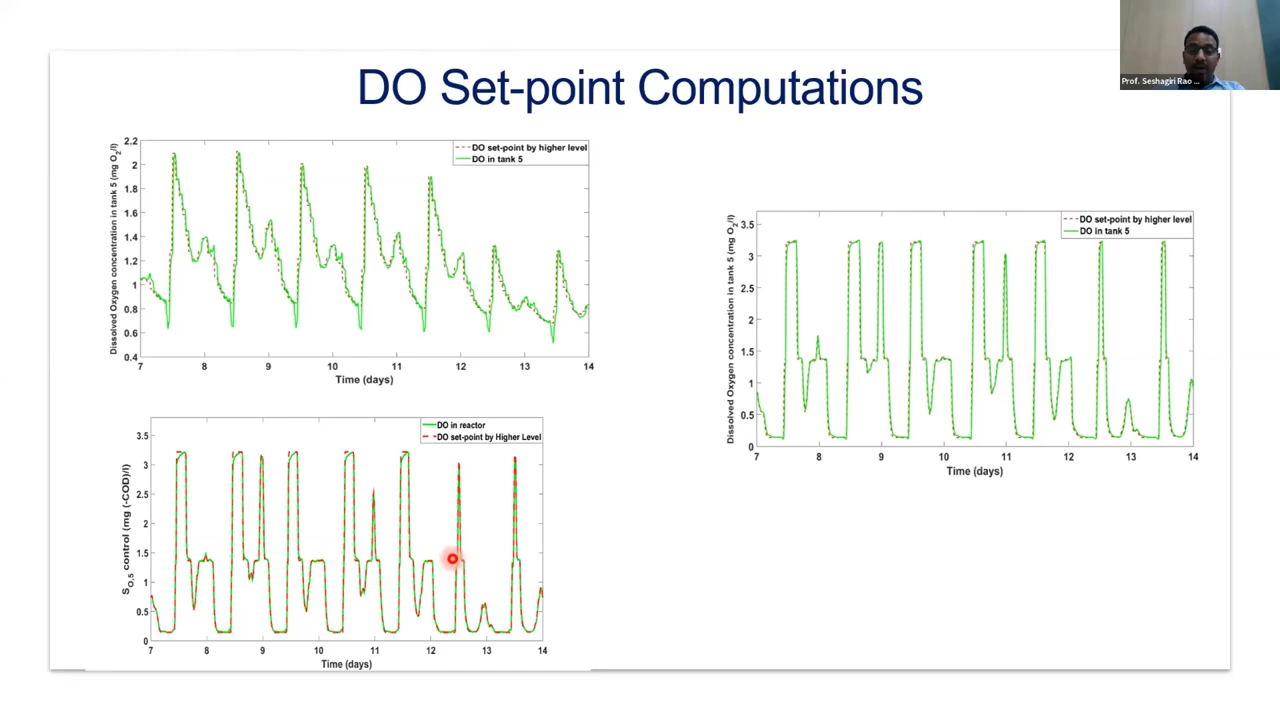 Prof. Seshagiri Rao ...
DO Set-point Computations
Dissolved Oxygen concentration in tank 5 (mg O2/l)
2.2
2
1.8
1.6
1.4
1.2
1
0.8
0.6
0.4
DO set-point by higher level
DO in tank 5
7 8 9 10 11 12 13 14
Time (days)
Dissolved Oxygen concentration in tank 5 (mg O2/l)
3.5
3
2.5
2
1.5
1
0.5
0
DO set-point by higher level
DO in tank 5
7 8 9 10 11 12 13 14
Time (days)
SO,5 control (mg (-COD)/l)
3.5
3
2.5
2
1.5
1
0.5
0
DO in reactor
DO set-point by Higher Level
7 8 9 10 11 12 13 14
Time (days)